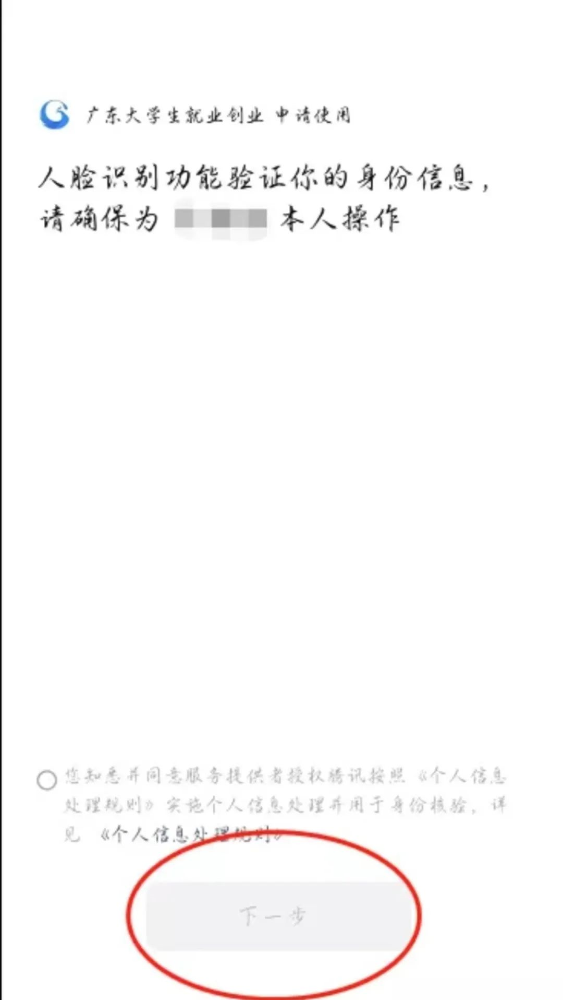 广东大学生就业创业 申请使用
人脸识别功能验证你的身份信息，
请确保为 本人操作
您知悉并同意服务提供者授权腾讯按照《个人信息
处理规则》实施个人信息处理并用于身份核验，详
见 《个人信息处理规则》
下一步